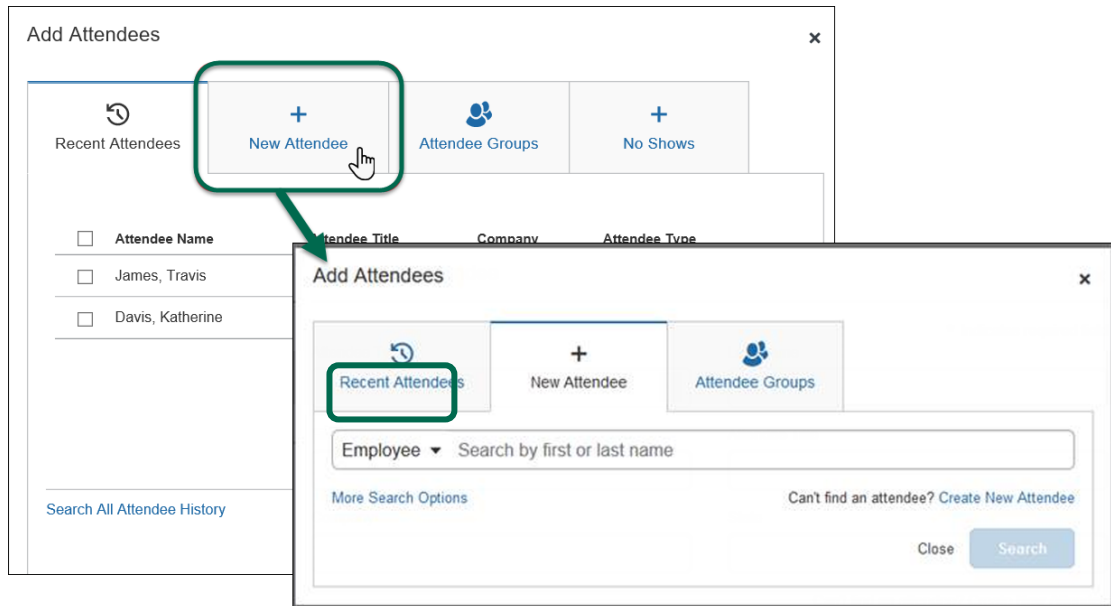 Add Attendees
×
Recent Attendees
New Attendee
Attendee Groups
No Shows
Attendee Name
Attendee Title
Company
Attendee Type
James, Travis
Davis, Katherine
Search All Attendee History
Add Attendees
×
Recent Attendees
New Attendee
Attendee Groups
Employee Search by first or last name
More Search Options
Can't find an attendee? Create New Attendee
Close
Search